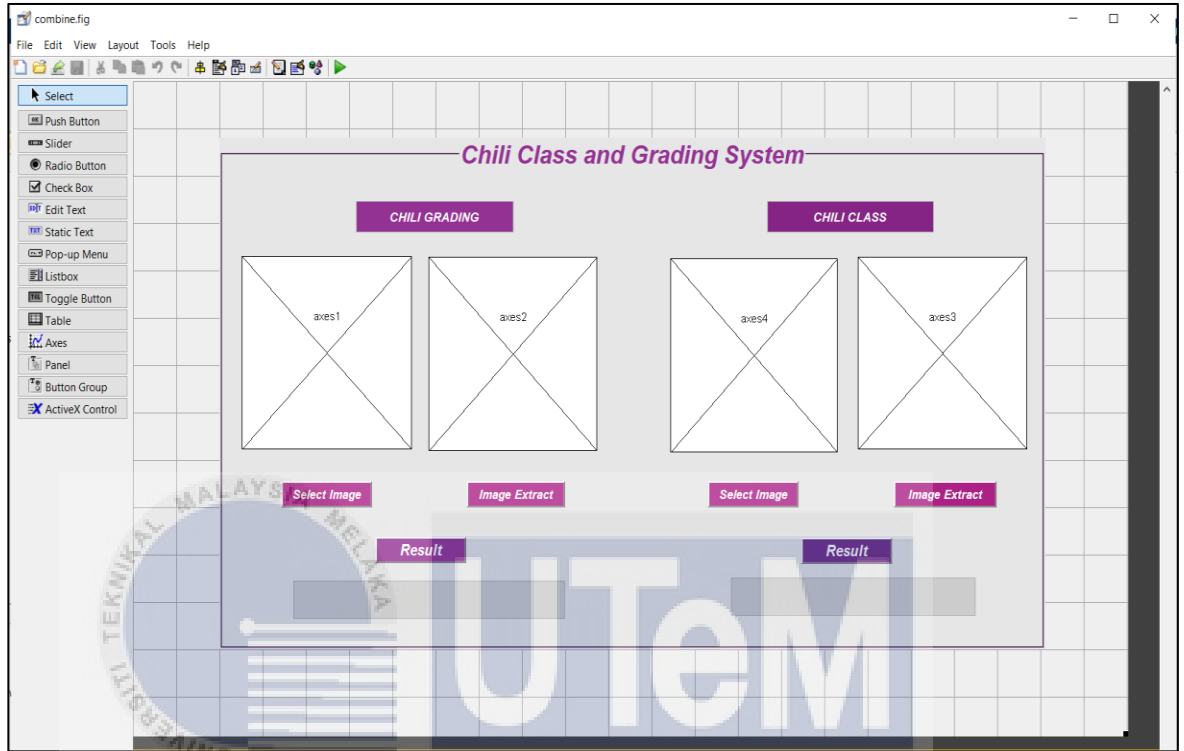 combine.fig
File Edit View Layout Tools Help
Select
Push Button
Slider
Radio Button
Check Box
Edit Text
Static Text
Pop-up Menu
Listbox
Toggle Button
Table
Axes
Panel
Button Group
ActiveX Control
Chili Class and Grading System
CHILI GRADING
CHILI CLASS
axes1
axes2
axes4
axes3
Select Image
Image Extract
Select Image
Image Extract
Result
Result
TEKNIKAL MALAYSIA MELAKA
UTeM